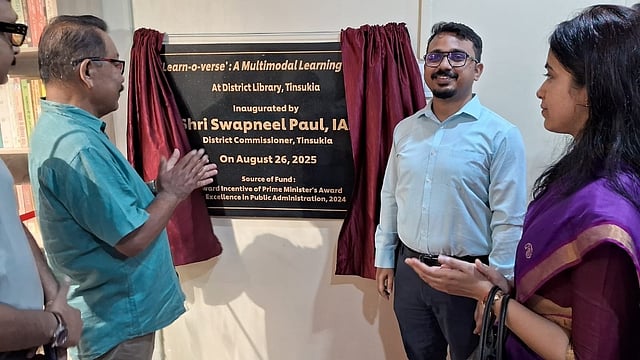 Learn-o-verse': A Multimodal Learning
At District Library, Tinsukia
Inaugurated by
Shri Swapneel Paul, IA
District Commissioner, Tinsukia
On August 26, 2025
Source of Fund :
ward Incentive of Prime Minister's Award
Excellence in Public Administration, 2024